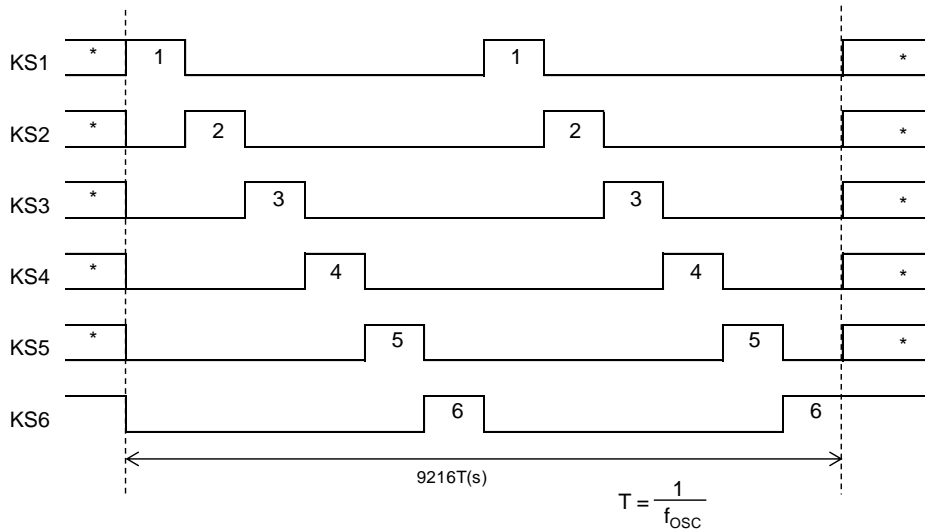 KS1 * 1 1 *
KS2 * 2 2 *
KS3 * 3 3 *
KS4 * 4 4 *
KS5 * 5 5 *
KS6 6 6
9216T(s)
T = 1
fOSC